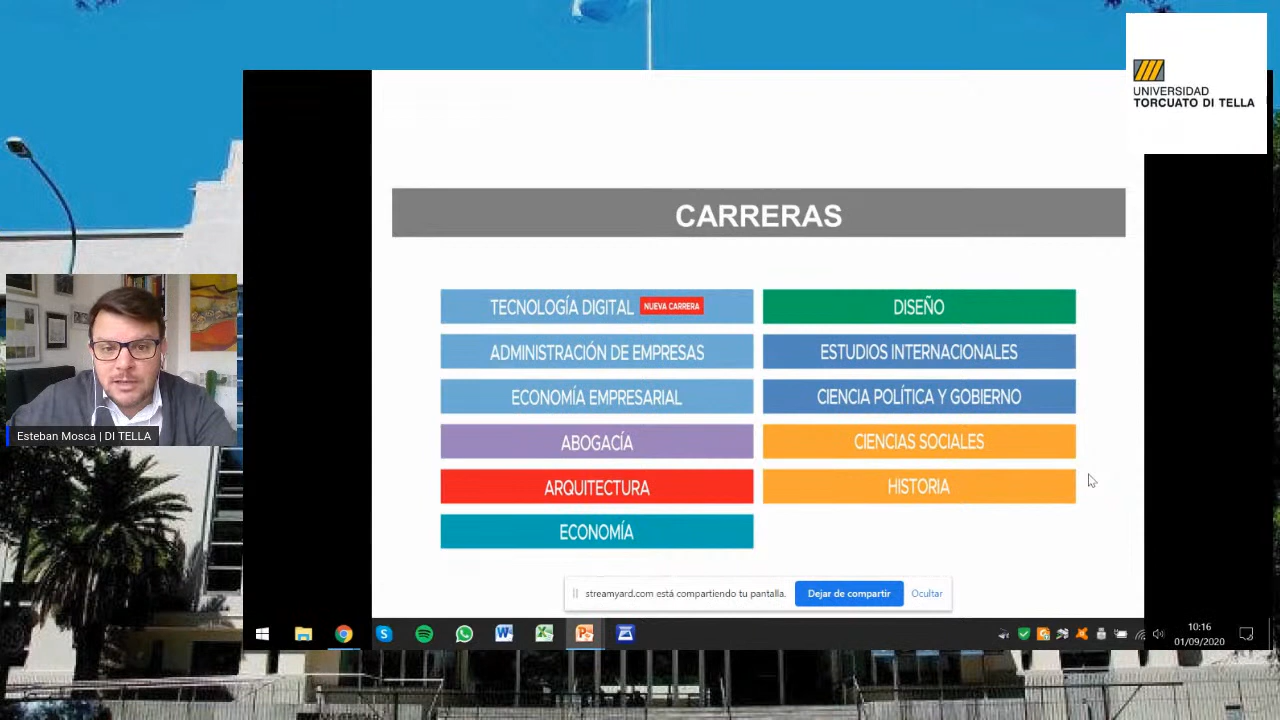 UNIVERSIDAD
TORCUATO DI TELLA
CARRERAS
TECNOLOGÍA DIGITAL NUEVA CARRERA
ADMINISTRACIÓN DE EMPRESAS
ECONOMÍA EMPRESARIAL
ABOGACÍA
ARQUITECTURA
ECONOMÍA
DISEÑO
ESTUDIOS INTERNACIONALES
CIENCIA POLÍTICA Y GOBIERNO
CIENCIAS SOCIALES
HISTORIA
Esteban Mosca | DI TELLA
streamyard.com está compartiendo tu pantalla.
Dejar de compartir
Ocultar
10:16
01/09/2020